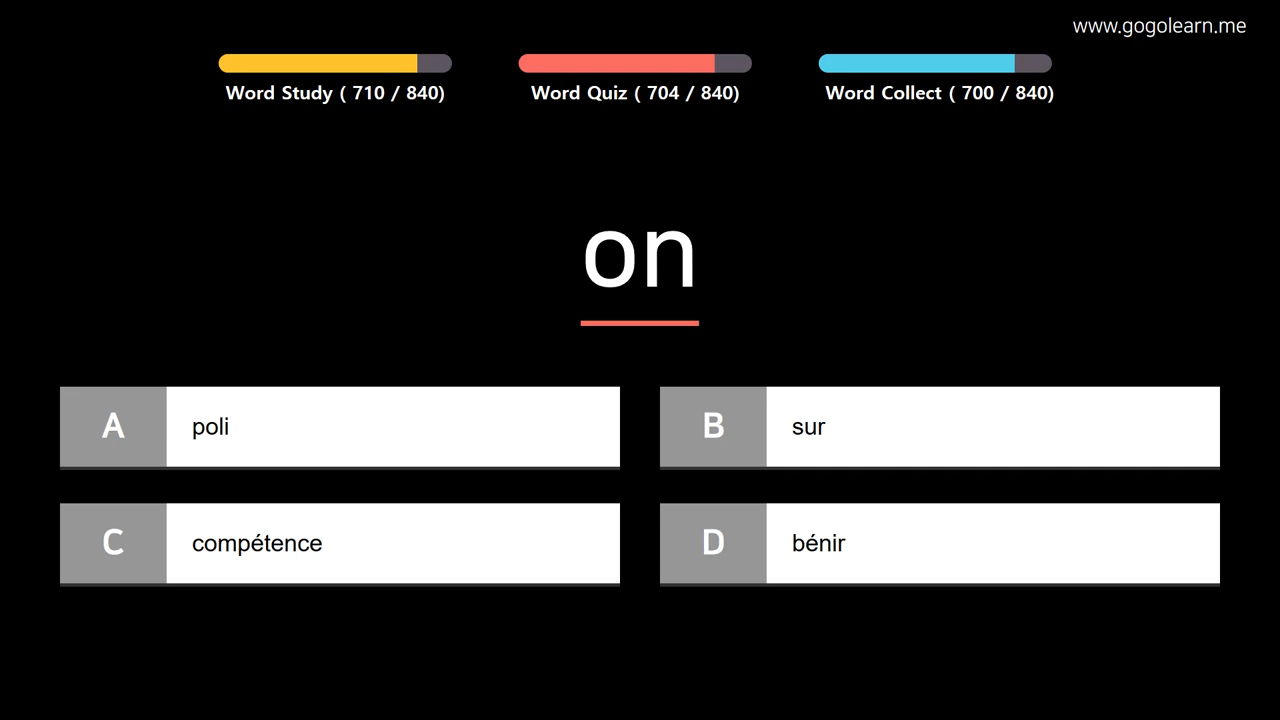 www.gogolearn.me
Word Study ( 710 / 840)
Word Quiz ( 704 / 840)
Word Collect ( 700 / 840)
on
A poli
B sur
C compétence
D bénir